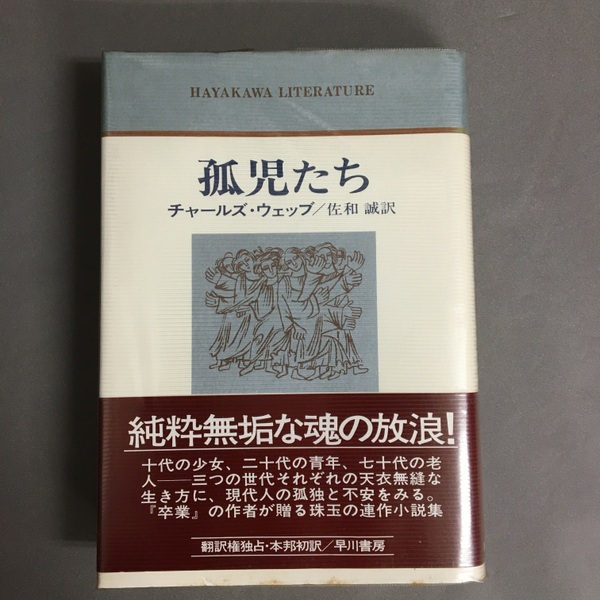 HAYAKAWA LITERATURE
孤児たち
チャールズ・ウェッブ/佐和 誠訳
純粋無垢な魂の放浪!
十代の少女、二十代の青年、七十代の老
人――三つの世代それぞれの天衣無縫な
生き方に、現代人の孤独と不安をみる。
『卒業』の作者が贈る珠玉の連作小説集
翻訳権独占・本邦初訳/早川書房